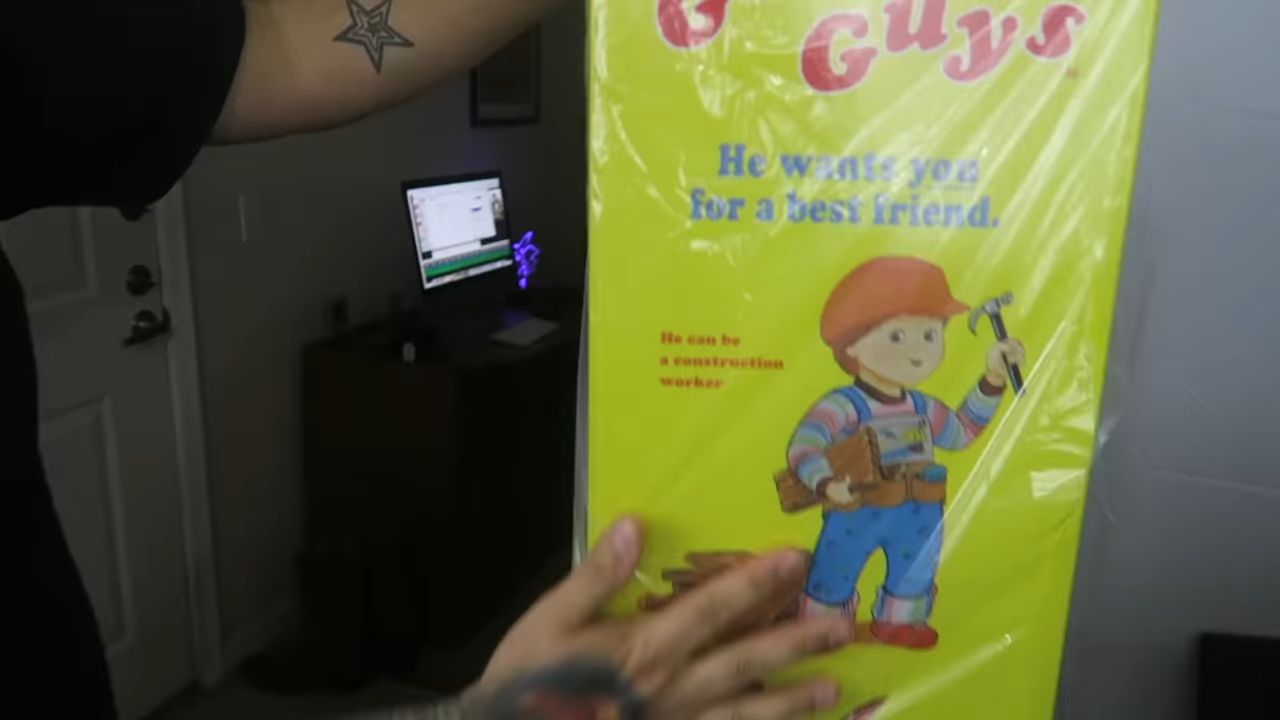 G Guys
He wants you
for a best friend.
He can be
a construction
worker